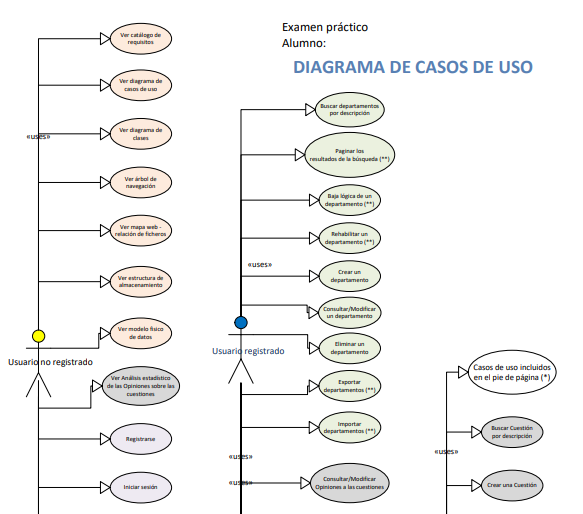 Examen práctico
Alumno:
DIAGRAMA DE CASOS DE USO
Ver catálogo de
requisitos
Ver diagrama de
casos de uso
«uses»
Ver diagrama de
clases
Ver árbol de
navegación
Ver mapa web -
relación de ficheros
Ver estructura de
almacenamiento
Ver modelo físico
de datos
Usuario no registrado
Ver Análisis estadístico
de las Opiniones sobre las
cuestiones
Registrarse
Iniciar sesión
Buscar departamentos
por descripción
Paginar los
resultados de la búsqueda (**)
Baja lógica de un
departamento (**)
Rehabilitar un
departamento (**)
«uses»
Crear un
departamento
Consultar/Modificar
un departamento
Usuario registrado
Eliminar un
departamento
Exportar
departamentos (**)
Importar
departamentos (**)
«uses»
«uses»
Consultar/Modificar
Opiniones a las cuestiones
Casos de uso incluidos
en el pie de página (*)
Buscar Cuestión
por descripción
«uses»
Crear una Cuestión